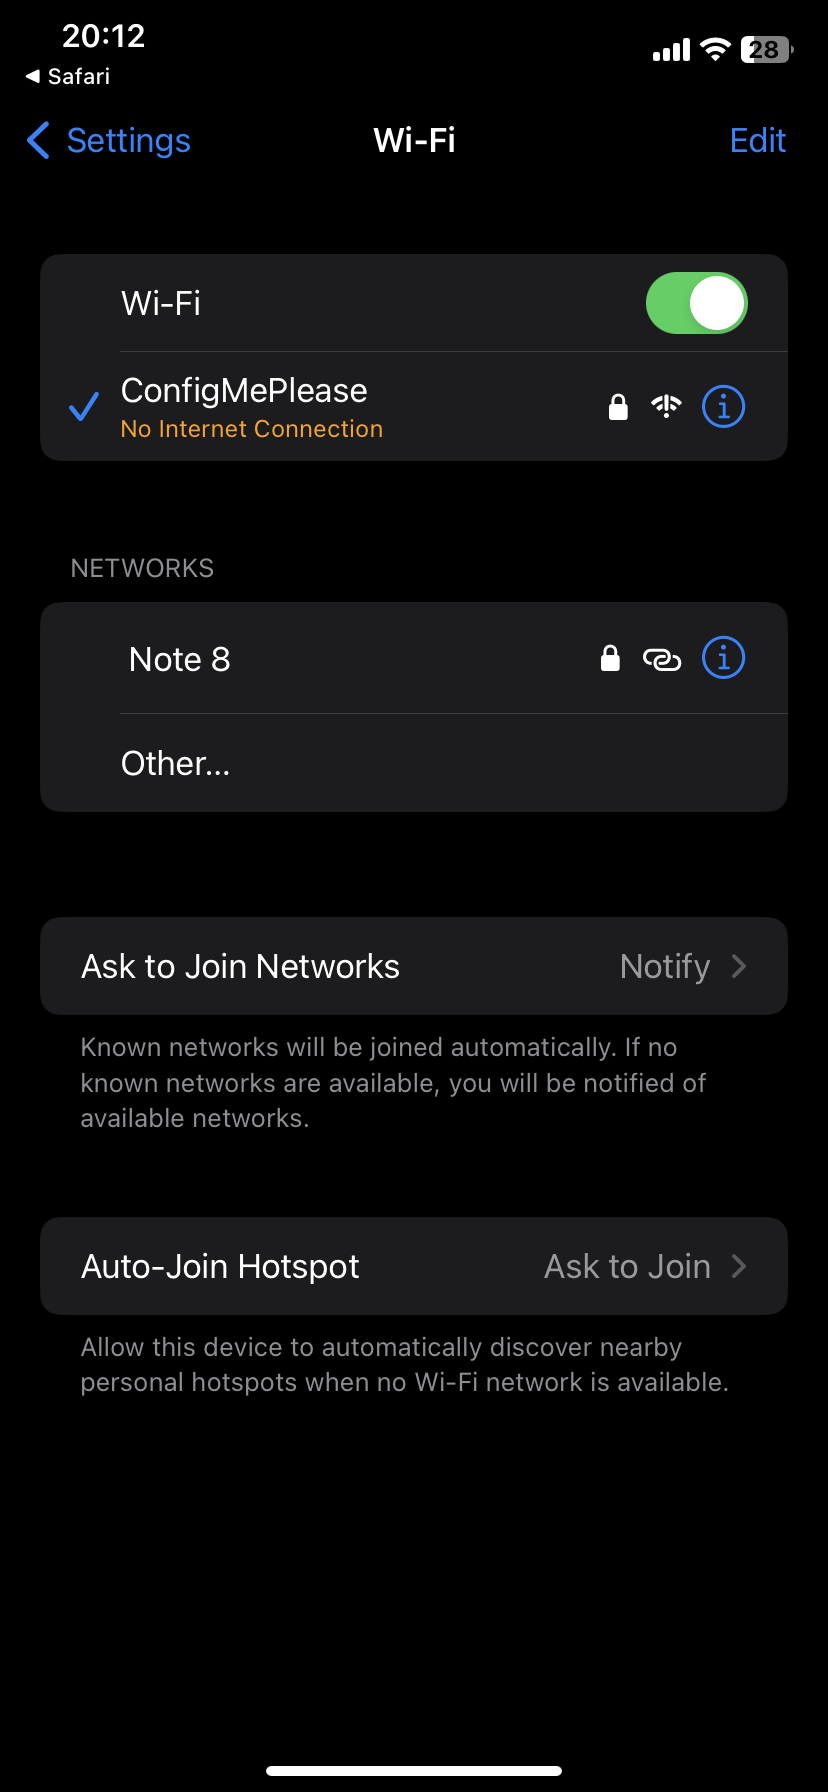 20:12
28
Safari
Settings
Wi-Fi
Edit
Wi-Fi
ConfigMePlease
No Internet Connection
NETWORKS
Note 8
Other...
Ask to Join Networks
Notify
Known networks will be joined automatically. If no
known networks are available, you will be notified of
available networks.
Auto-Join Hotspot
Ask to Join
Allow this device to automatically discover nearby
personal hotspots when no Wi-Fi network is available.